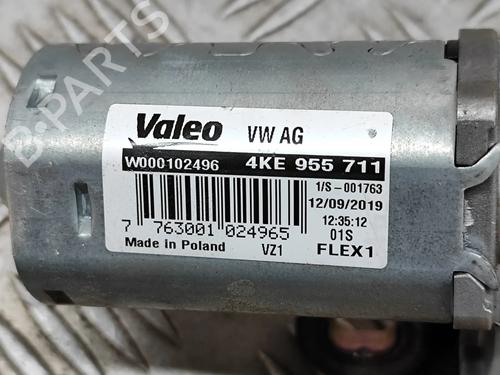 Valeo VW AG
W000102496 4KE 955 711
1/S-001763
12/09/2019
12:35:12
7 763001 024965 01S
Made in Poland VZ1 FLEX1
B-PARTS